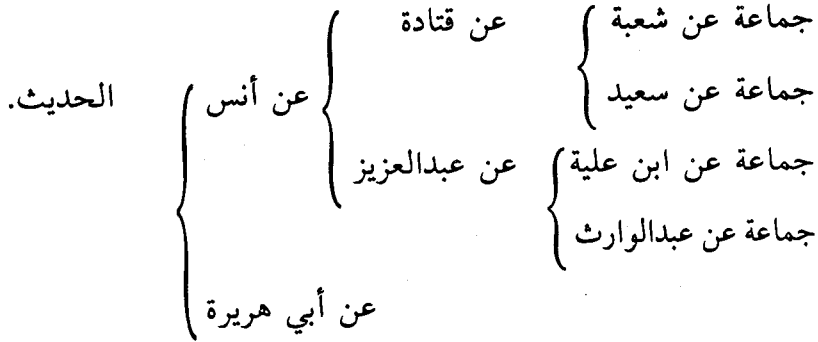 جماعة عن شعبة عن قتادة
جماعة عن سعيد عن أنس الحديث.
جماعة عن ابن علية عن عبدالعزيز
جماعة عن عبدالوارث
عن أبي هريرة